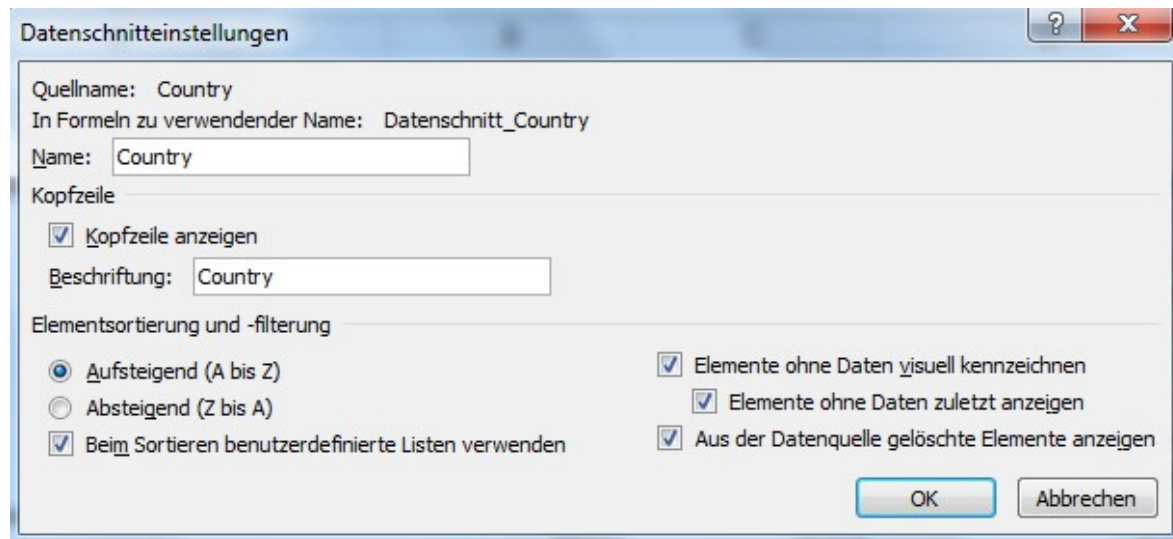 Datenschnitteinstellungen
Quellname: Country
In Formeln zu verwendender Name: Datenschnitt_Country
Name: Country
Kopfzeile
Kopfzeile anzeigen
Beschriftung: Country
Elementsortierung und -filterung
Aufsteigend (A bis Z)
Absteigend (Z bis A)
Beim Sortieren benutzerdefinierte Listen verwenden
Elemente ohne Daten visuell kennzeichnen
Elemente ohne Daten zuletzt anzeigen
Aus der Datenquelle gelöschte Elemente anzeigen
OK Abbrechen